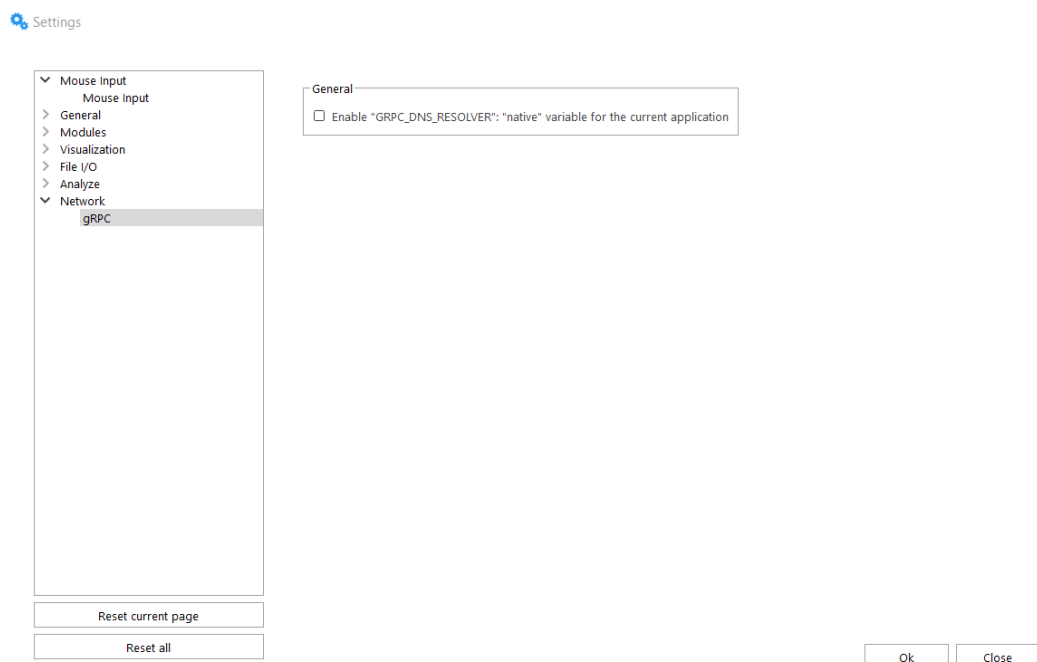 Settings
Mouse Input
Mouse Input
General
Modules
Visualization
File I/O
Analyze
Network
gRPC
Reset current page
Reset all
General
Enable "GRPC_DNS_RESOLVER": "native" variable for the current application
Ok
Close